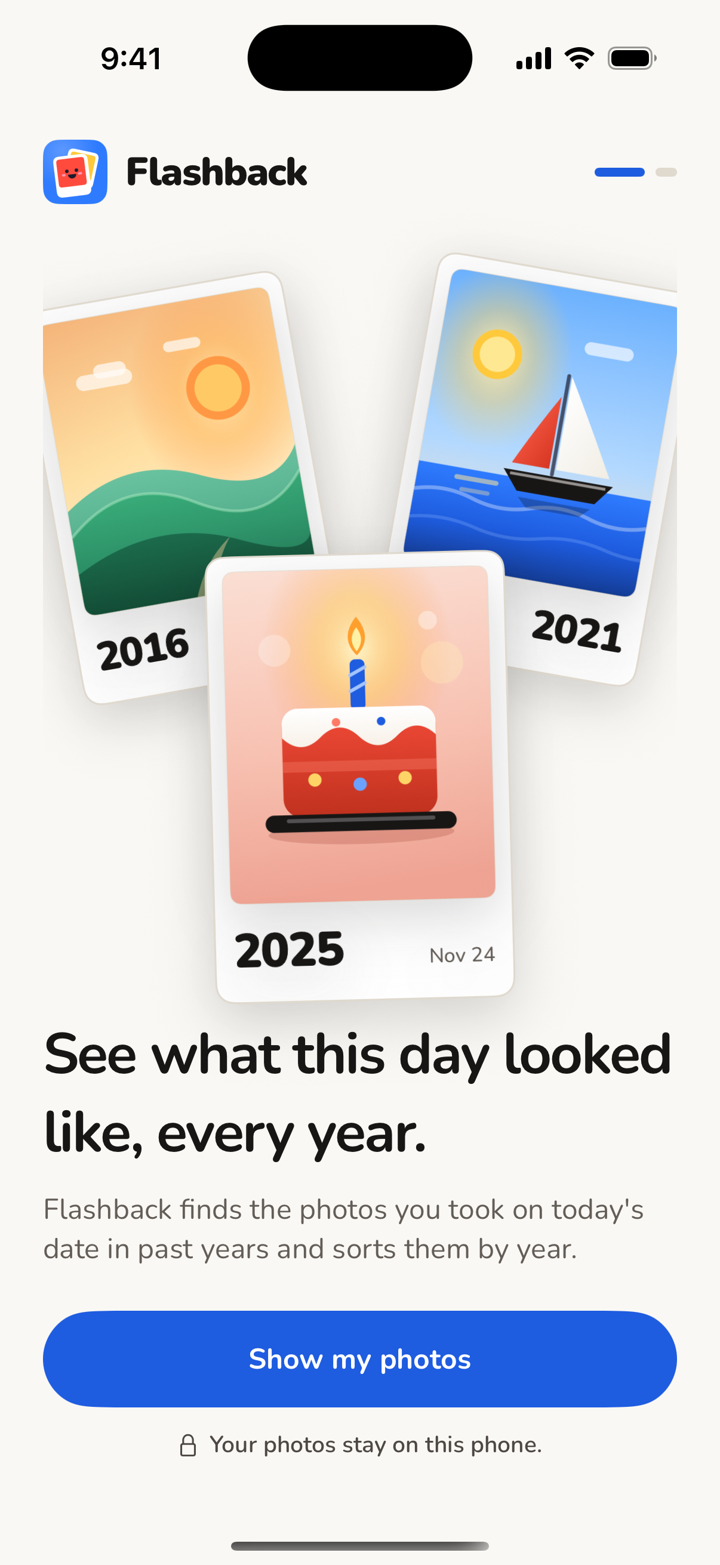 9:41
Flashback
2016
2021
2025
Nov 24
See what this day looked
like, every year.
Flashback finds the photos you took on today's
date in past years and sorts them by year.
Show my photos
Your photos stay on this phone.